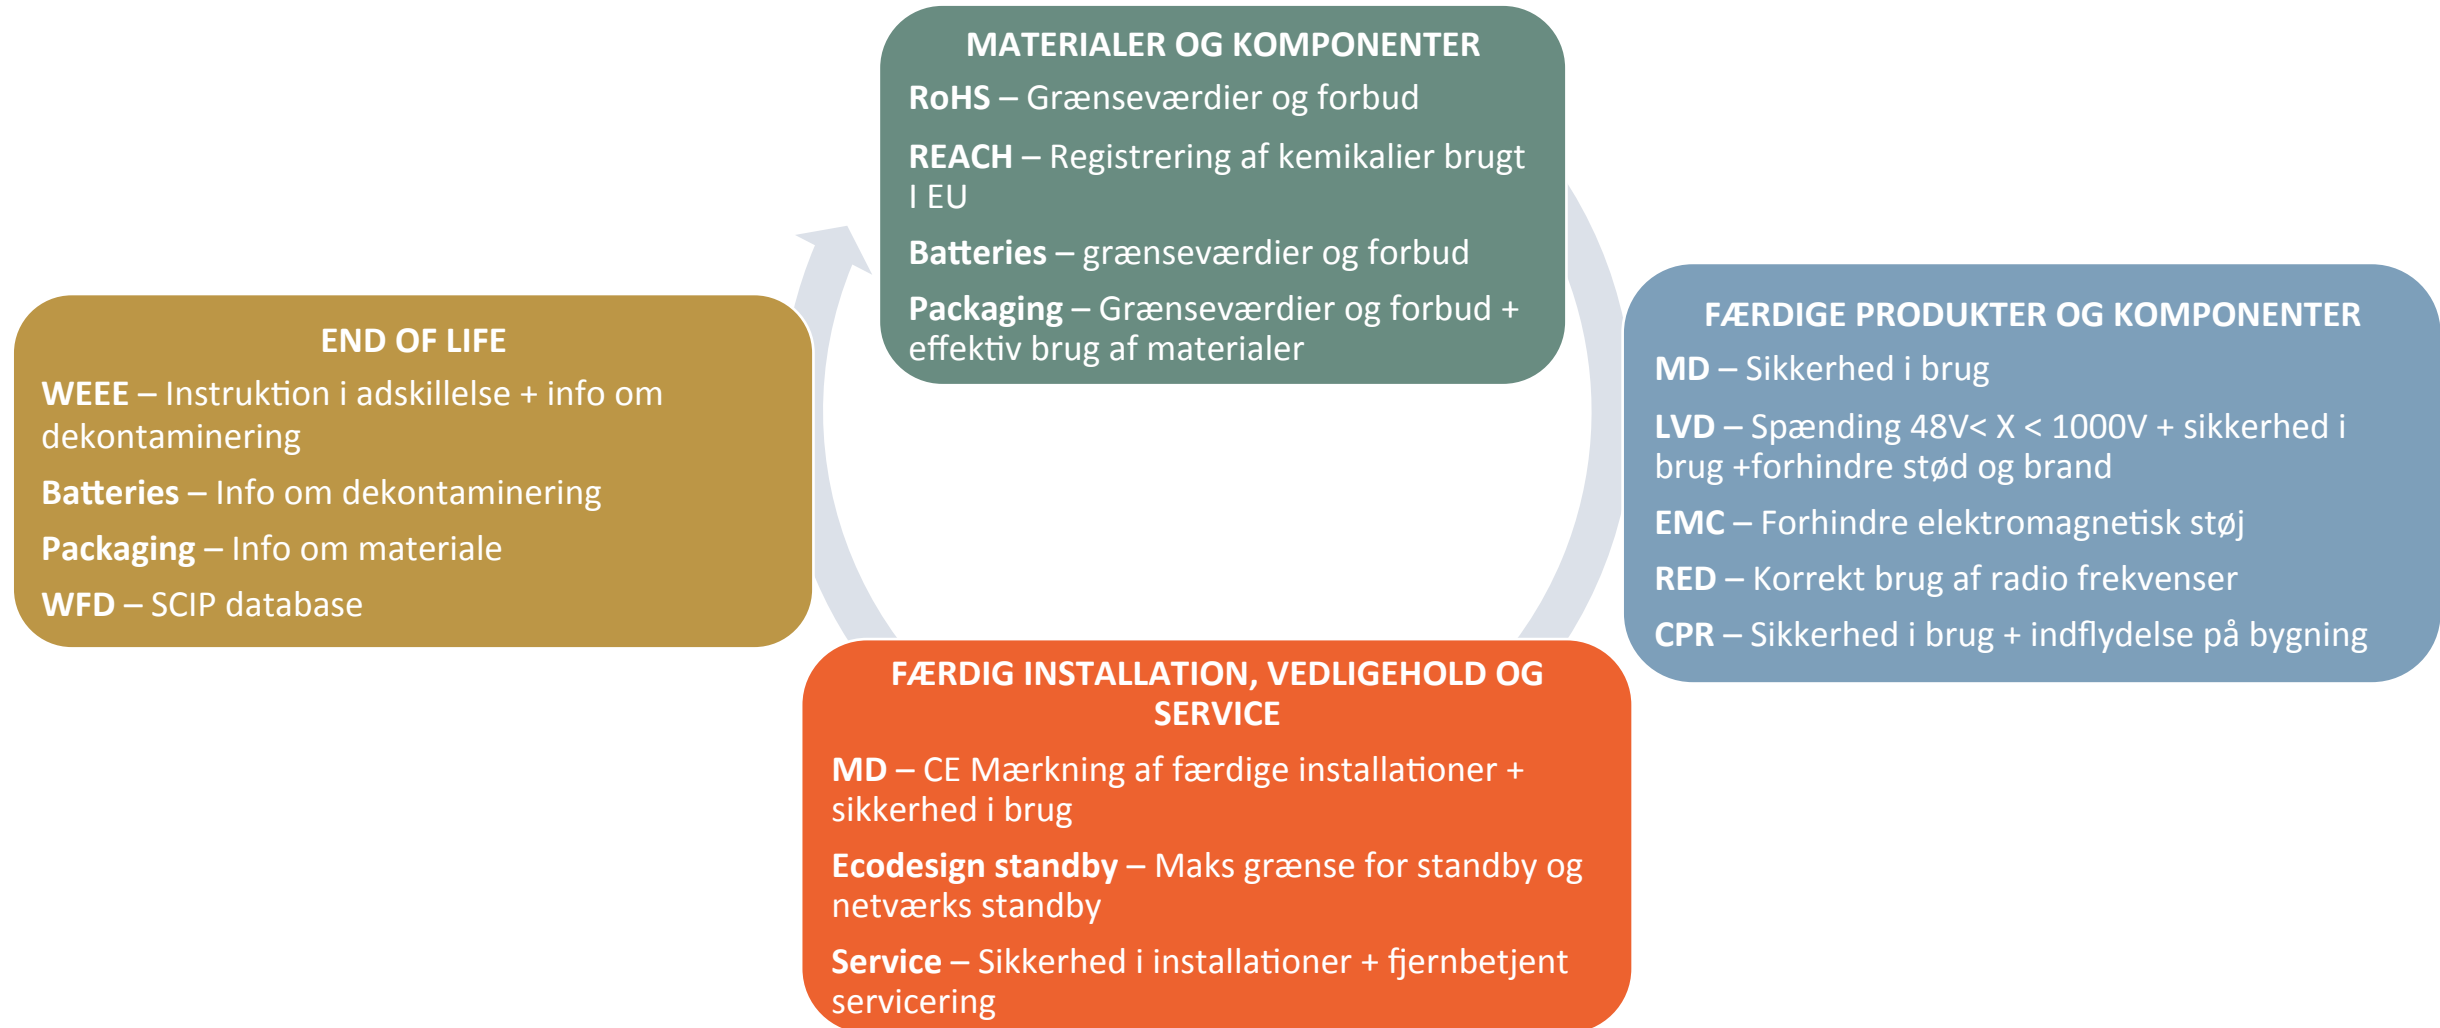 MATERIALER OG KOMPONENTER
RoHS – Grænseværdier og forbud
REACH – Registrering af kemikalier brugt
I EU
Batteries – grænseværdier og forbud
Packaging – Grænseværdier og forbud +
effektiv brug af materialer
FÆRDIGE PRODUKTER OG KOMPONENTER
MD – Sikkerhed i brug
LVD – Spænding 48V< X < 1000V + sikkerhed i
brug +forhindre stød og brand
EMC – Forhindre elektromagnetisk støj
RED – Korrekt brug af radio frekvenser
CPR – Sikkerhed i brug + indflydelse på bygning
FÆRDIG INSTALLATION, VEDLIGEHOLD OG
SERVICE
MD – CE Mærkning af færdige installationer +
sikkerhed i brug
Ecodesign standby – Maks grænse for standby og
netværks standby
Service – Sikkerhed i installationer + fjernbetjent
servicering
END OF LIFE
WEEE – Instruktion i adskillelse + info om
dekontaminering
Batteries – Info om dekontaminering
Packaging – Info om materiale
WFD – SCIP database